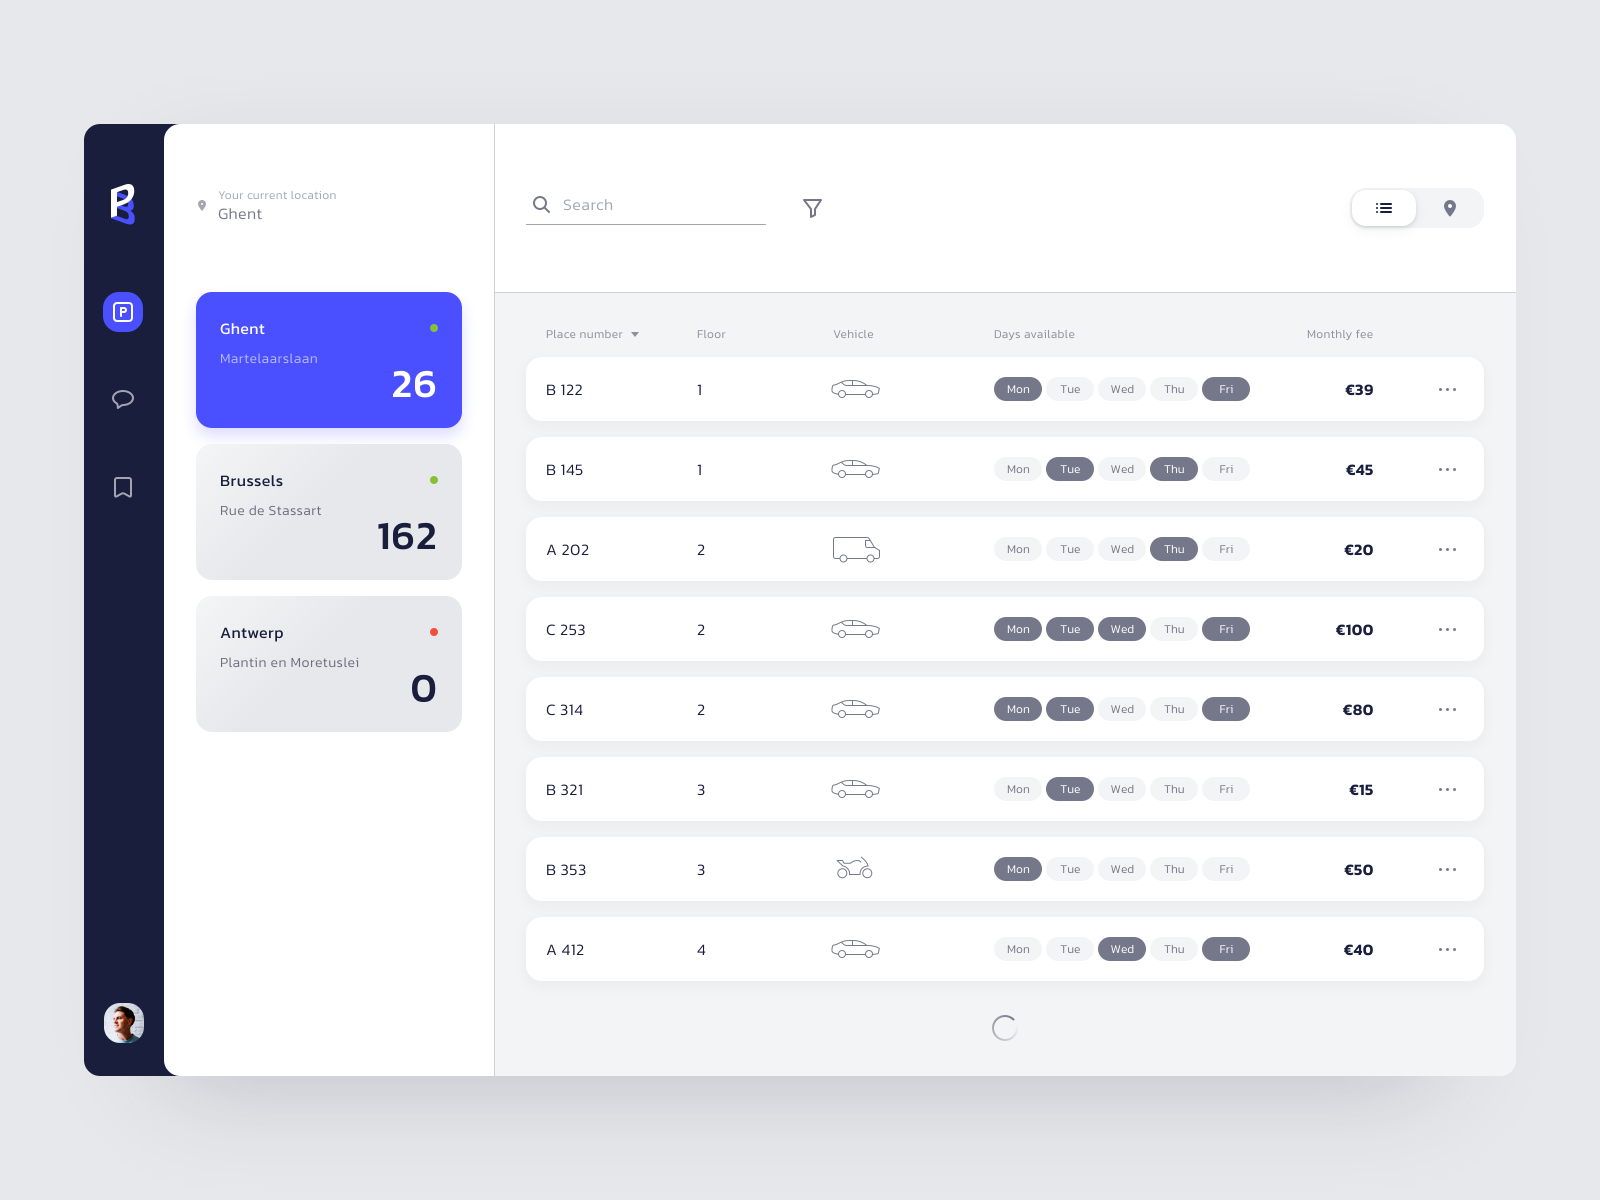 Your current location
Ghent
Search
P
Ghent
Martelaarslaan
26
Brussels
Rue de Stassart
162
Antwerp
Plantin en Moretuslei
0
Place number Floor Vehicle Days available Monthly fee
B 122 1 Mon Tue Wed Thu Fri €39
B 145 1 Mon Tue Wed Thu Fri €45
A 202 2 Mon Tue Wed Thu Fri €20
C 253 2 Mon Tue Wed Thu Fri €100
C 314 2 Mon Tue Wed Thu Fri €80
B 321 3 Mon Tue Wed Thu Fri €15
B 353 3 Mon Tue Wed Thu Fri €50
A 412 4 Mon Tue Wed Thu Fri €40